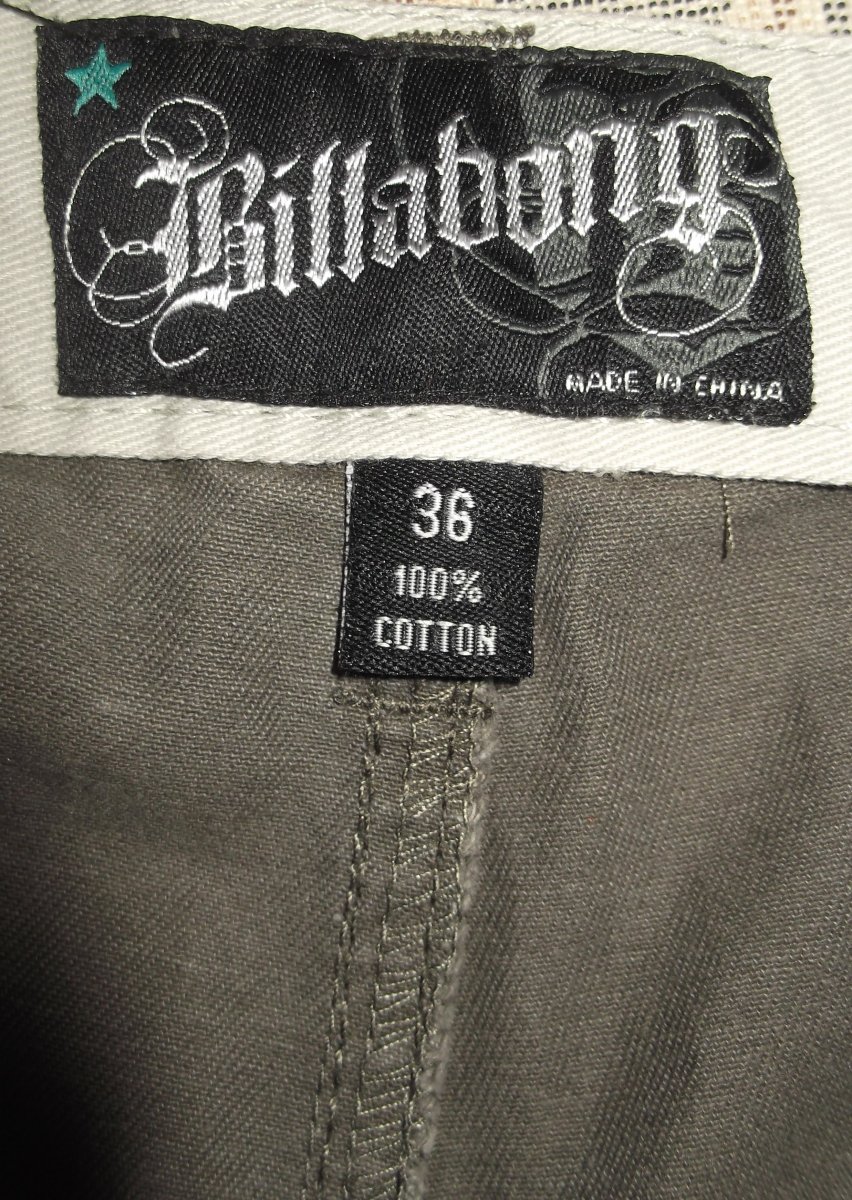 Billabong
MADE IN CHINA
36
100%
COTTON